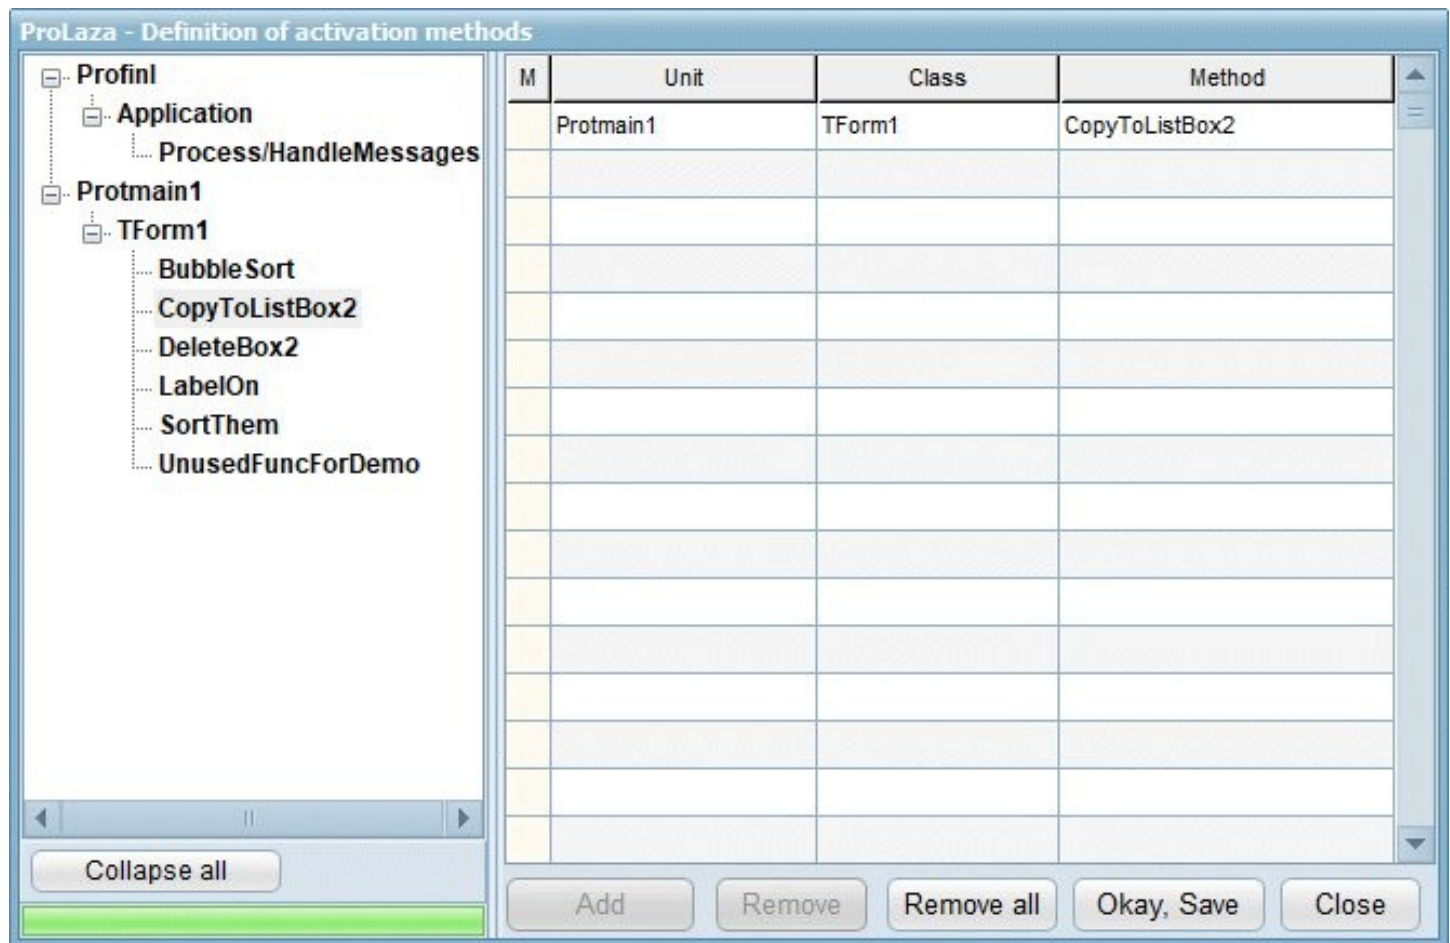 ProLaza - Definition of activation methods
ProfinI
Application
Process/HandleMessages
Protmain1
TForm1
BubbleSort
CopyToListBox2
DeleteBox2
LabelOn
SortThem
UnusedFuncForDemo
Collapse all
M Unit Class Method
Protmain1 TForm1 CopyToListBox2
Add Remove Remove all Okay, Save Close